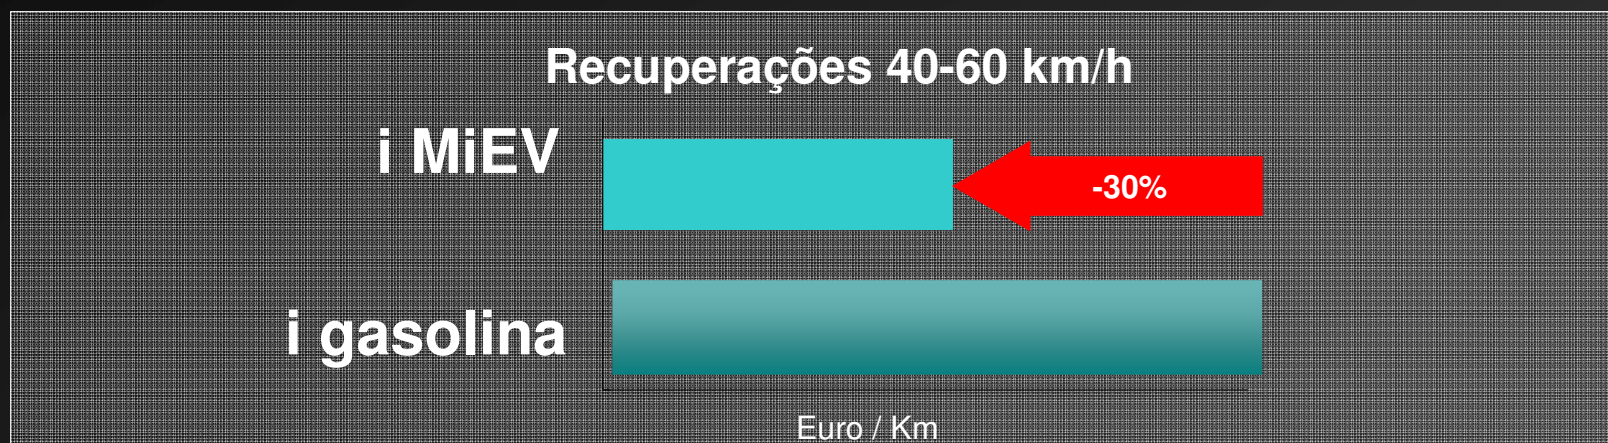 Recuperações 40-60 km/h
i MiEV
-30%
i gasolina
Euro / Km